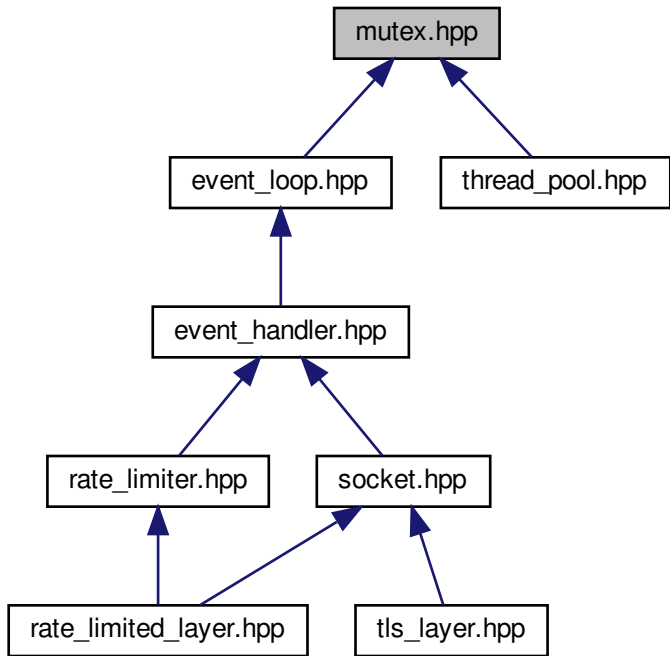 mutex.hpp
event_loop.hpp
thread_pool.hpp
event_handler.hpp
rate_limiter.hpp
socket.hpp
rate_limited_layer.hpp
tls_layer.hpp